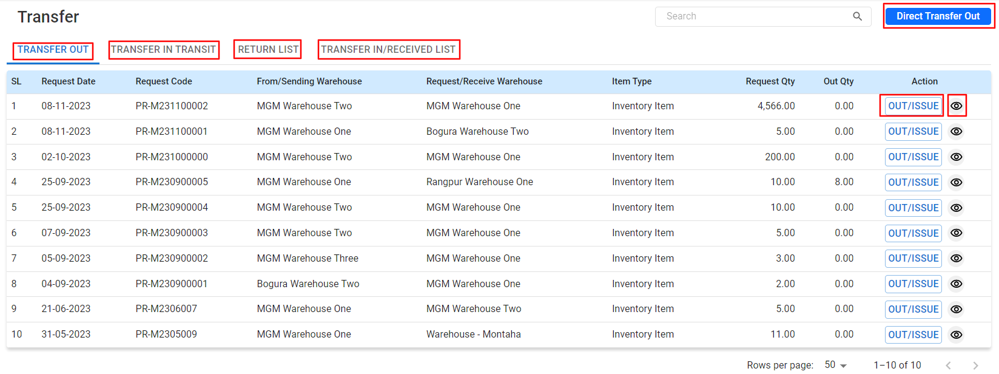 Transfer
Search
Direct Transfer Out
TRANSFER OUT TRANSFER IN TRANSIT RETURN LIST TRANSFER IN/RECEIVED LIST
SL Request Date Request Code From/Sending Warehouse Request/Receive Warehouse Item Type Request Qty Out Qty Action
1 08-11-2023 PR-M231100002 MGM Warehouse Two MGM Warehouse One Inventory Item 4,566.00 0.00 OUT/ISSUE
2 08-11-2023 PR-M231100001 MGM Warehouse One Bogura Warehouse Two Inventory Item 5.00 0.00 OUT/ISSUE
3 02-10-2023 PR-M231000000 MGM Warehouse Two MGM Warehouse One Inventory Item 200.00 0.00 OUT/ISSUE
4 25-09-2023 PR-M230900005 MGM Warehouse One Rangpur Warehouse One Inventory Item 10.00 8.00 OUT/ISSUE
5 25-09-2023 PR-M230900004 MGM Warehouse Two MGM Warehouse One Inventory Item 10.00 0.00 OUT/ISSUE
6 07-09-2023 PR-M230900003 MGM Warehouse Two MGM Warehouse One Inventory Item 5.00 0.00 OUT/ISSUE
7 05-09-2023 PR-M230900002 MGM Warehouse Three MGM Warehouse One Inventory Item 3.00 0.00 OUT/ISSUE
8 04-09-2023 PR-M230900001 Bogura Warehouse Two MGM Warehouse One Inventory Item 2.00 0.00 OUT/ISSUE
9 21-06-2023 PR-M2306007 MGM Warehouse One MGM Warehouse Two Inventory Item 5.00 0.00 OUT/ISSUE
10 31-05-2023 PR-M2305009 MGM Warehouse One Warehouse - Montaha Inventory Item 11.00 0.00 OUT/ISSUE
Rows per page: 50 1–10 of 10